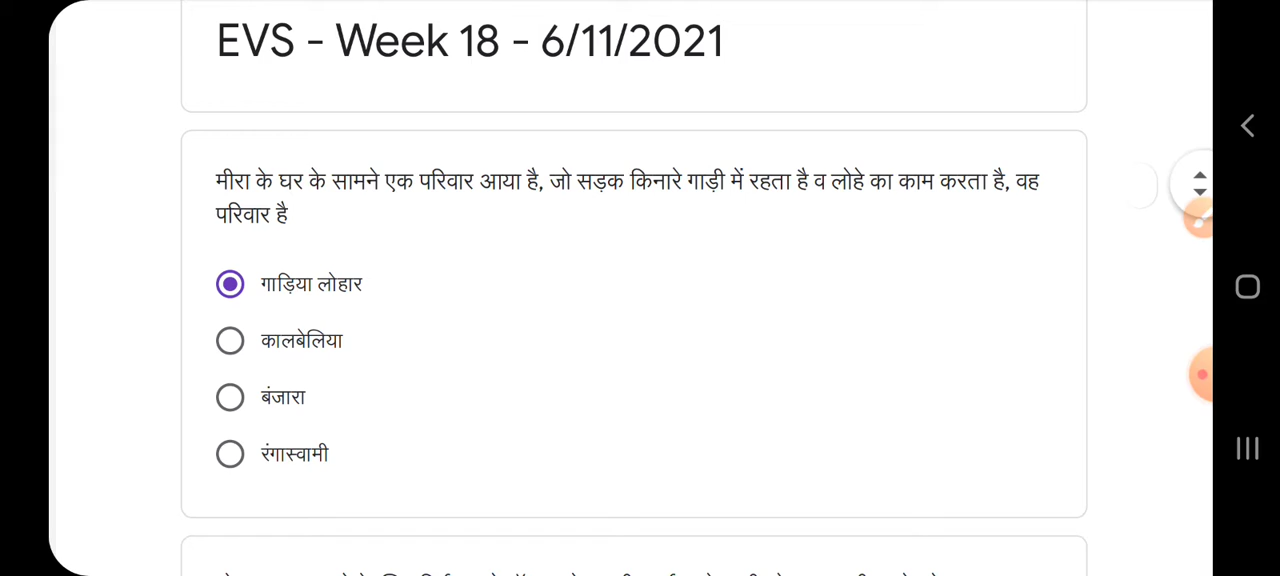 EVS - Week 18 - 6/11/2021
मीरा के घर के सामने एक परिवार आया है, जो सड़क किनारे गाड़ी में रहता है व लोहे का काम करता है, वह
परिवार है
गाड़िया लोहार
कालबेलिया
बंजारा
रंगास्वामी